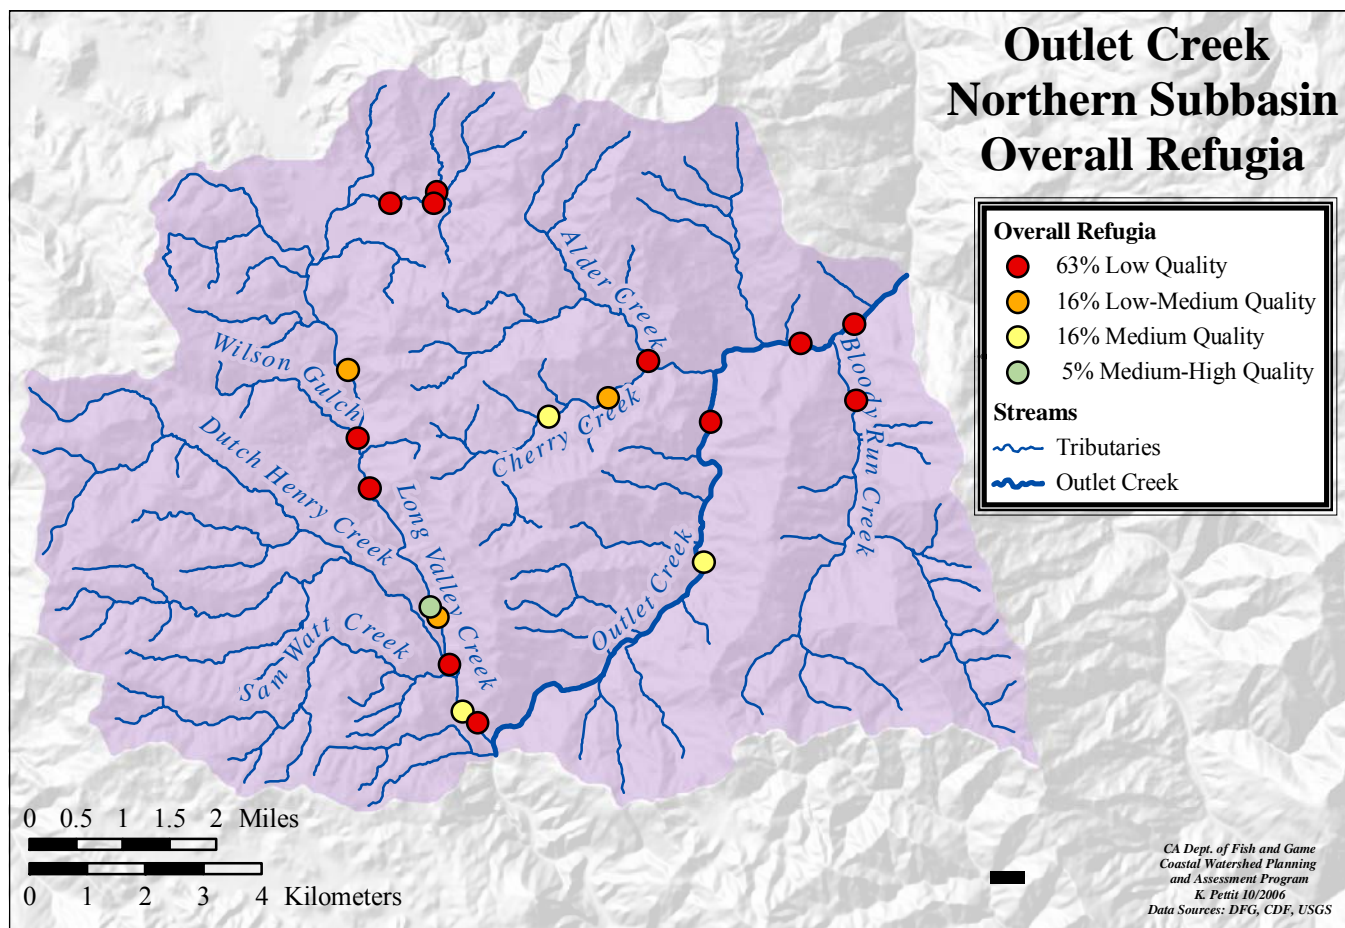 Outlet Creek
Northern Subbasin
Overall Refugia
Overall Refugia
63% Low Quality
16% Low-Medium Quality
16% Medium Quality
5% Medium-High Quality
Streams
Tributaries
Outlet Creek
Alder Creek
Wilson Gulch
Bloody Run Creek
Cherry Creek
Dutch Henry Creek
Long Valley Creek
Outlet Creek
Sam Watt Creek
0 0.5 1 1.5 2 Miles
0 1 2 3 4 Kilometers
CA Dept. of Fish and Game
Coastal Watershed Planning
and Assessment Program
K. Pettit 10/2006
Data Sources: DFG, CDF, USGS